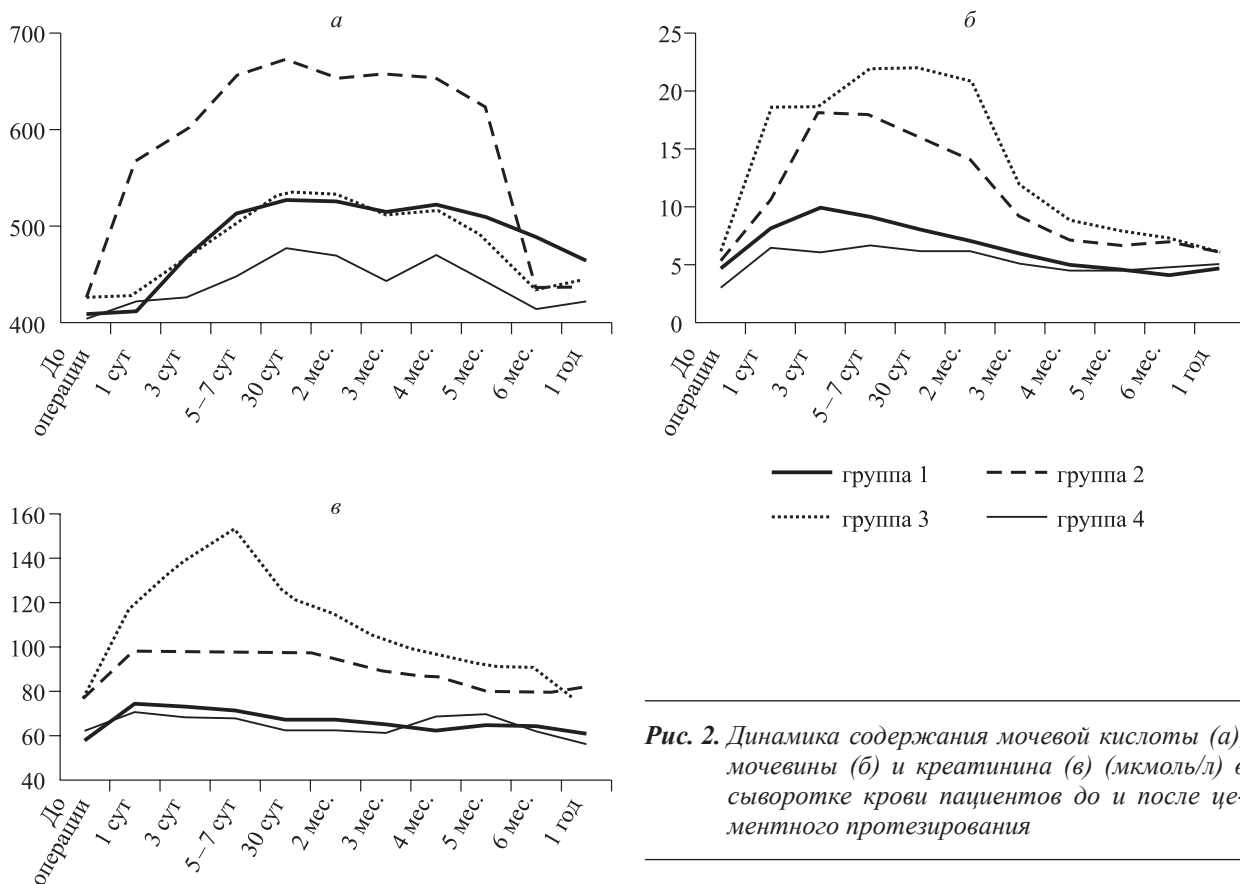 а
700
600
500
400
До
операции
1 сут
3 сут
5–7 сут
30 сут
2 мес.
3 мес.
4 мес.
5 мес.
6 мес.
1 год
б
25
20
15
10
5
0
До
операции
1 сут
3 сут
5–7 сут
30 сут
2 мес.
3 мес.
4 мес.
5 мес.
6 мес.
1 год
группа 1
группа 2
группа 3
группа 4
в
160
140
120
100
80
60
40
До
операции
1 сут
3 сут
5–7 сут
30 сут
2 мес.
3 мес.
4 мес.
5 мес.
6 мес.
1 год
Рис. 2. Динамика содержания мочевой кислоты (а),
мочевины (б) и креатинина (в) (мкмоль/л) в
сыворотке крови пациентов до и после це-
ментного протезирования